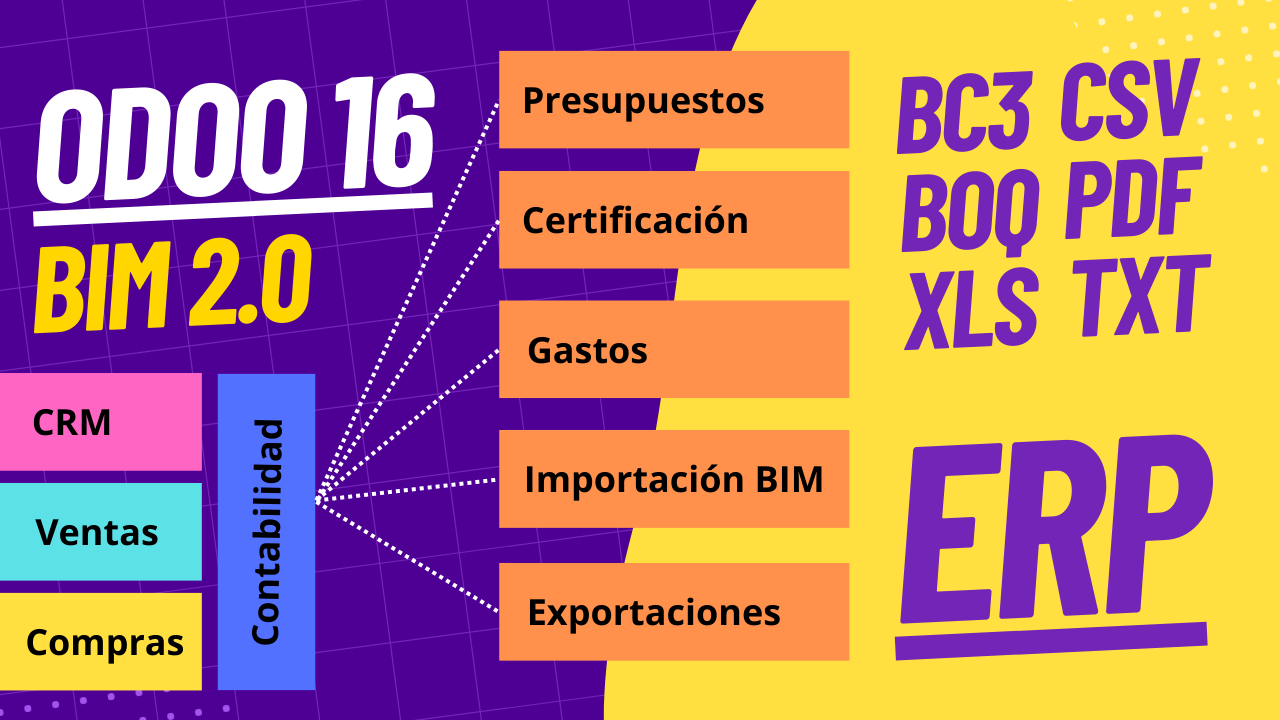 ODOO 16
BIM 2.0
CRM
Ventas
Compras
Contabilidad
Presupuestos
Certificación
Gastos
Importación BIM
Exportaciones
BC3 CSV
BOQ PDF
XLS TXT
ERP